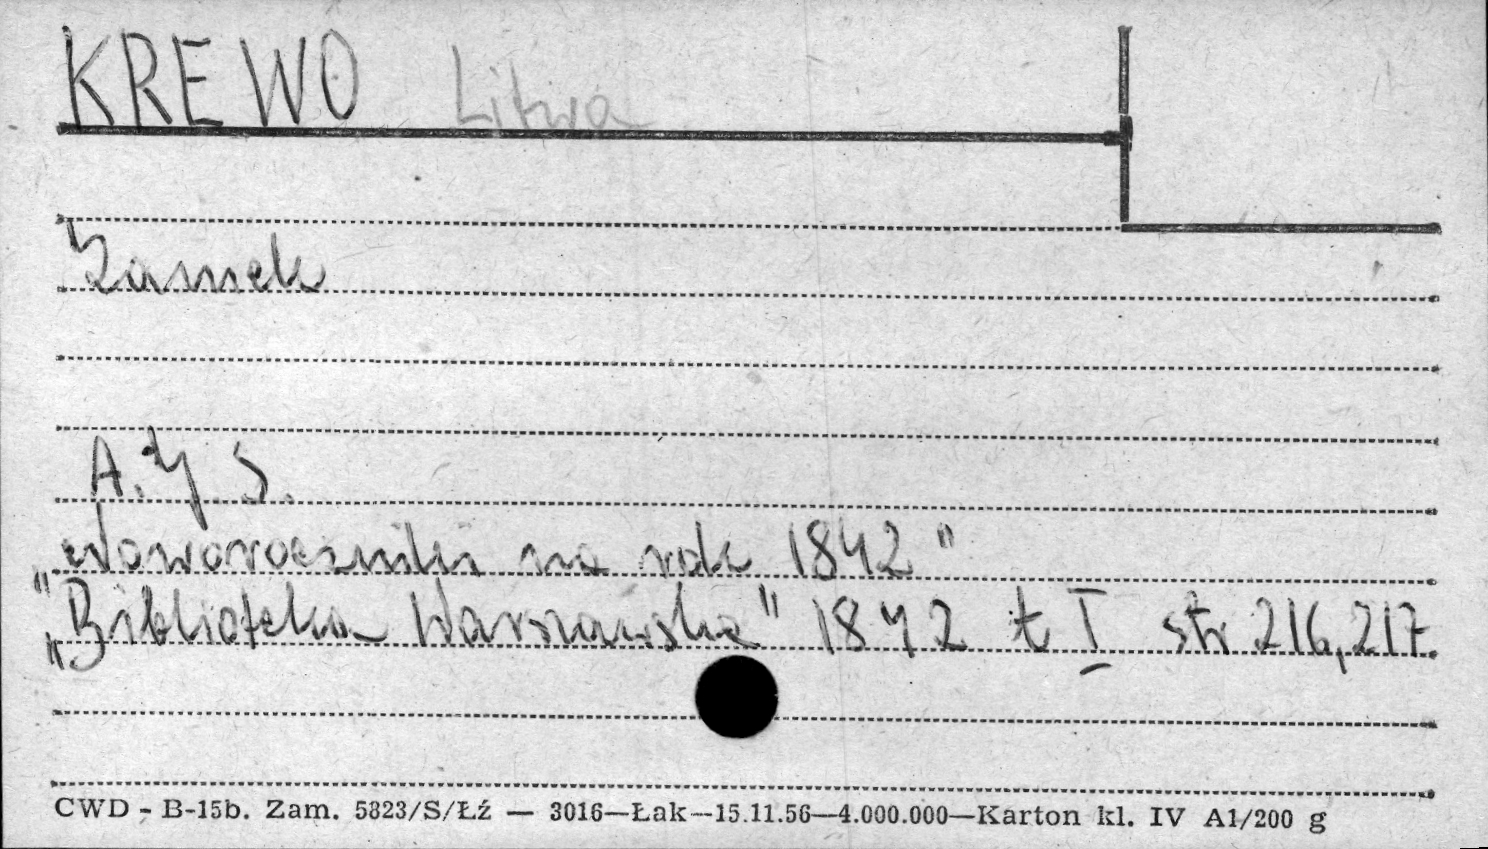 KREWO Litwa
Zamek
A. Y S.
„Noworocznik na rok 1842"
„Biblioteka Warszawska" 1842 t I str 216, 217.
CWD - B-15b. Zam. 5823/S/Łź — 3016—Łak—15.11.56—4.000.000—Karton kl. IV A1/200 g